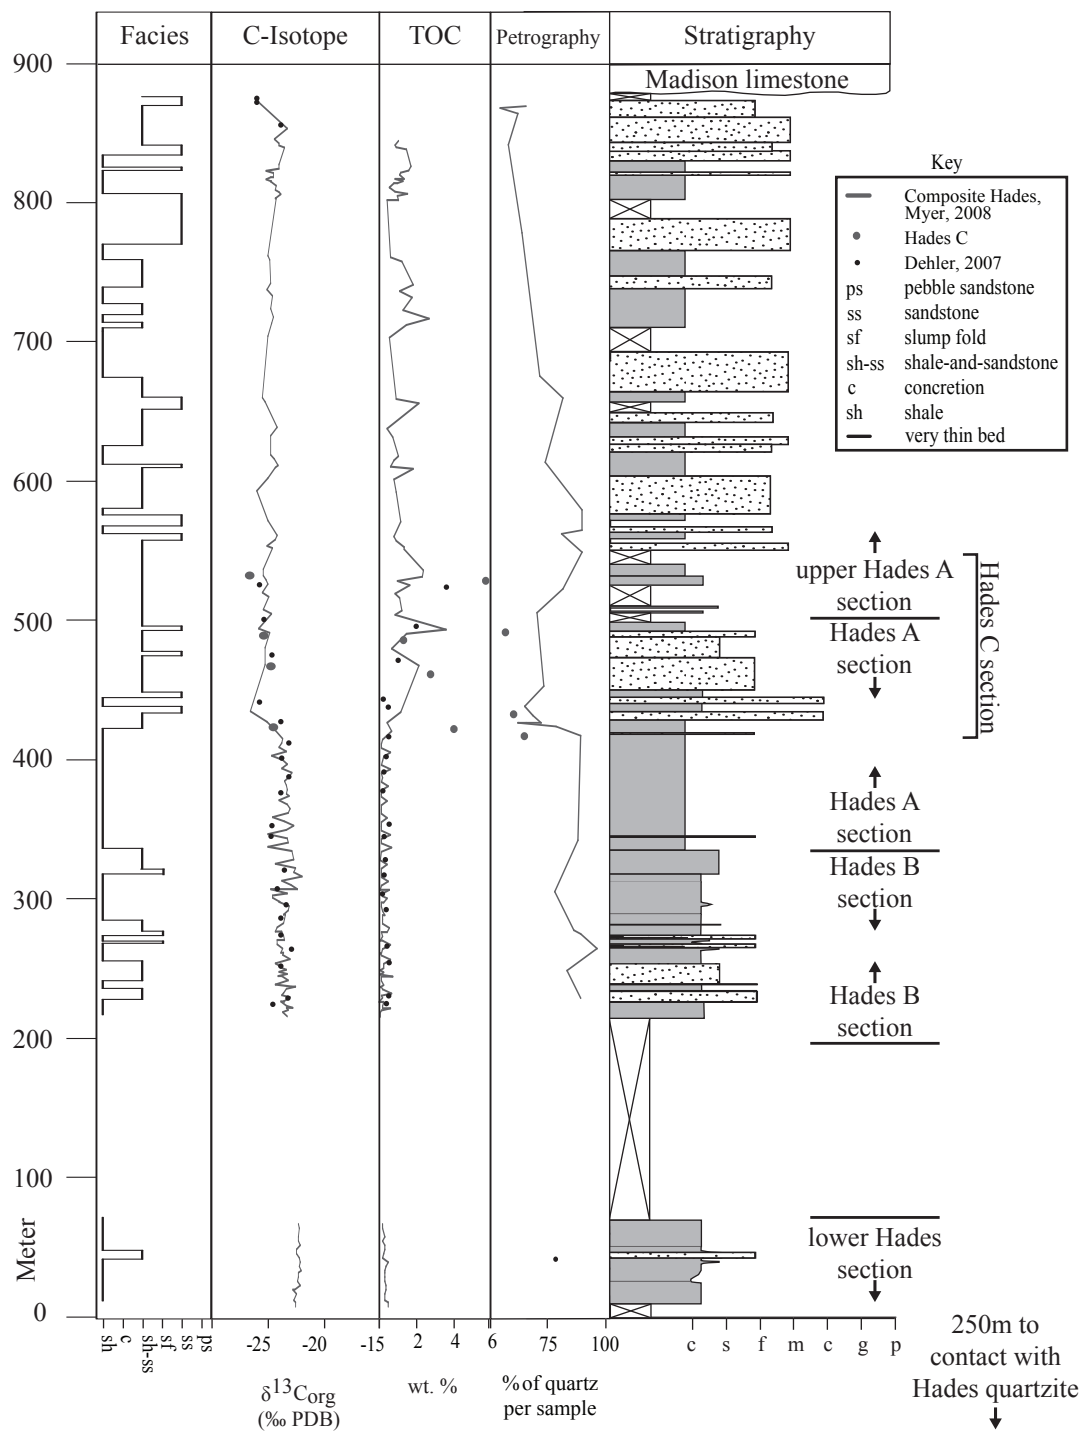 Facies
C-Isotope
TOC
Petrography
Stratigraphy
900
Madison limestone
800
700
600
500
400
300
200
100
0
Meter
Key
Composite Hades,
Myer, 2008
Hades C
Dehler, 2007
ps pebble sandstone
ss sandstone
sf slump fold
sh-ss shale-and-sandstone
c concretion
sh shale
very thin bed
upper Hades A
section
Hades A
section
Hades C section
Hades A
section
Hades B
section
Hades B
section
lower Hades
section
250m to
contact with
Hades quartzite
sh c sh-ss sf ss ps
-25 -20 -15
2 4 6
75 100
c s f m c g p
δ13Corg
(‰ PDB)
wt. %
% of quartz
per sample